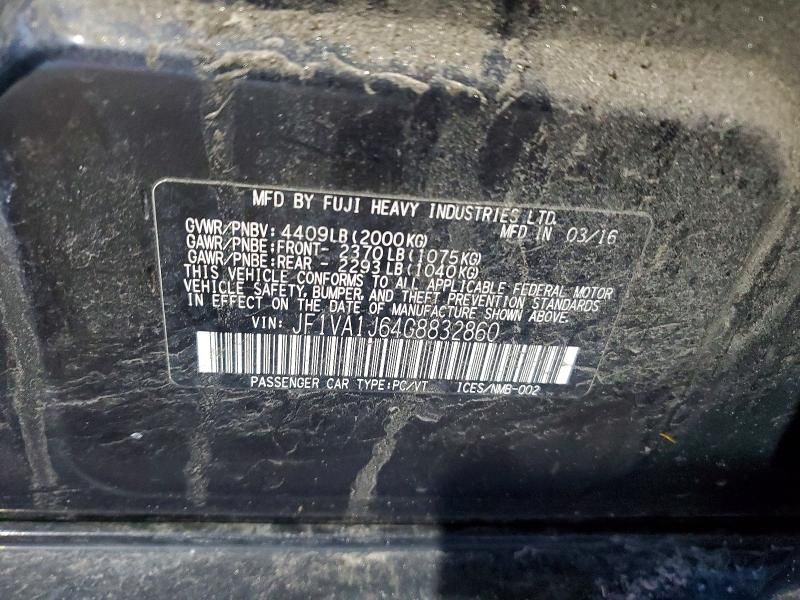 MFD BY FUJI HEAVY INDUSTRIES LTD.
GVWR/PNBV: 4409LB(2000KG) MFD IN 03/16
GAWR/PNBE:FRONT- 2370LB(1075KG)
GAWR/PNBE:REAR - 2293LB(1040KG)
THIS VEHICLE CONFORMS TO ALL APPLICABLE FEDERAL MOTOR
VEHICLE SAFETY, BUMPER, AND THEFT PREVENTION STANDARDS
IN EFFECT ON THE DATE OF MANUFACTURE SHOWN ABOVE.
VIN: JF1VA1J64G8832860
PASSENGER CAR TYPE:PC/VT ICES/NMB-002